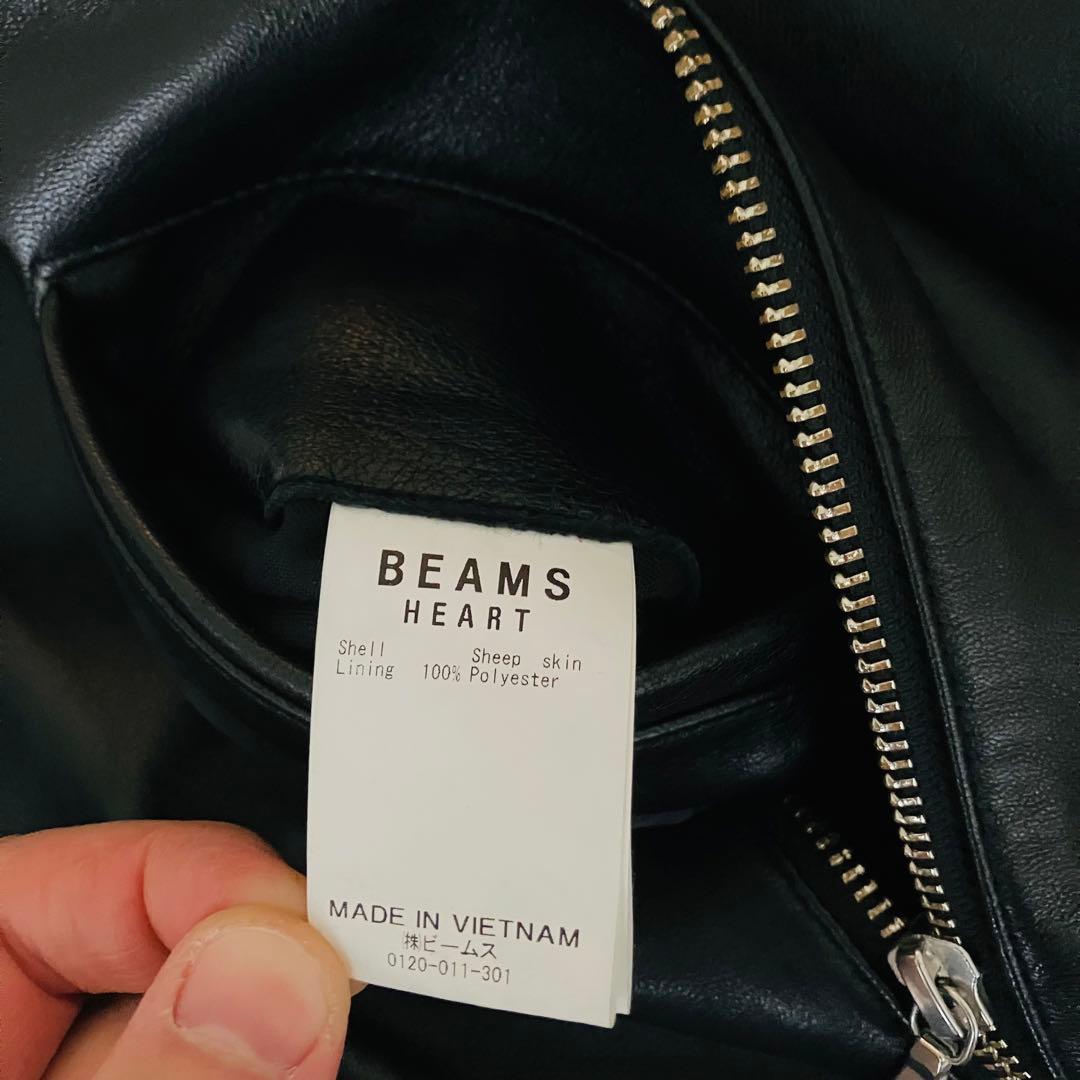 BEAMS
HEART
Shell Sheep skin
Lining 100% Polyester
MADE IN VIETNAM
㈱ビームス
0120-011-301